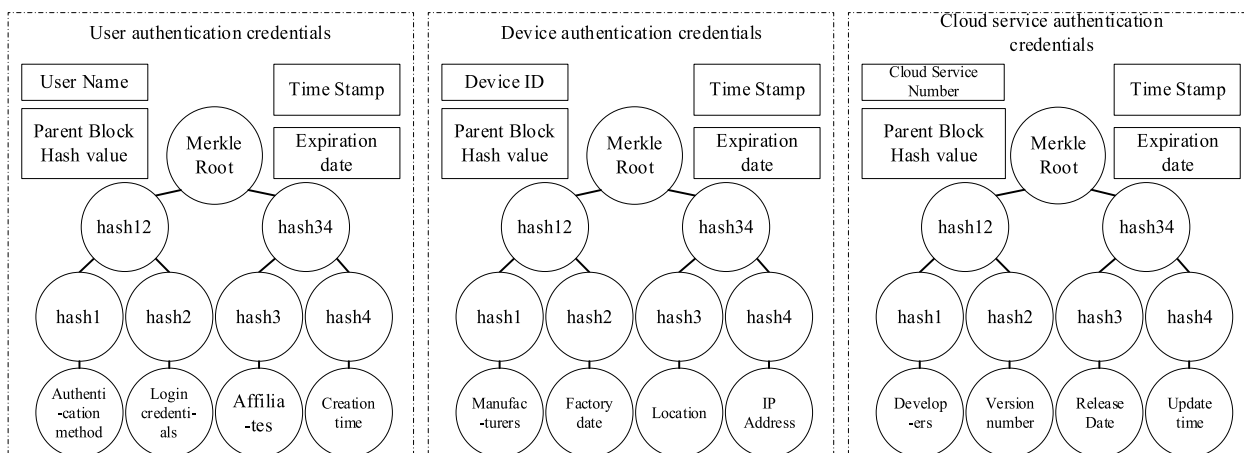 User authentication credentials
User Name
Time Stamp
Parent Block
Hash value
Merkle
Root
Expiration
date
hash12
hash34
hash1
hash2
hash3
hash4
Authenti
-cation
method
Login
credenti-
als
Affilia
-tes
Creation
time
Device authentication credentials
Device ID
Time Stamp
Parent Block
Hash value
Merkle
Root
Expiration
date
hash12
hash34
hash1
hash2
hash3
hash4
Manufac
-turers
Factory
date
Location
IP
Address
Cloud service authentication
credentials
Cloud Service
Number
Time Stamp
Parent Block
Hash value
Merkle
Root
Expiration
date
hash12
hash34
hash1
hash2
hash3
hash4
Develop
-ers
Version
number
Release
Date
Update
time